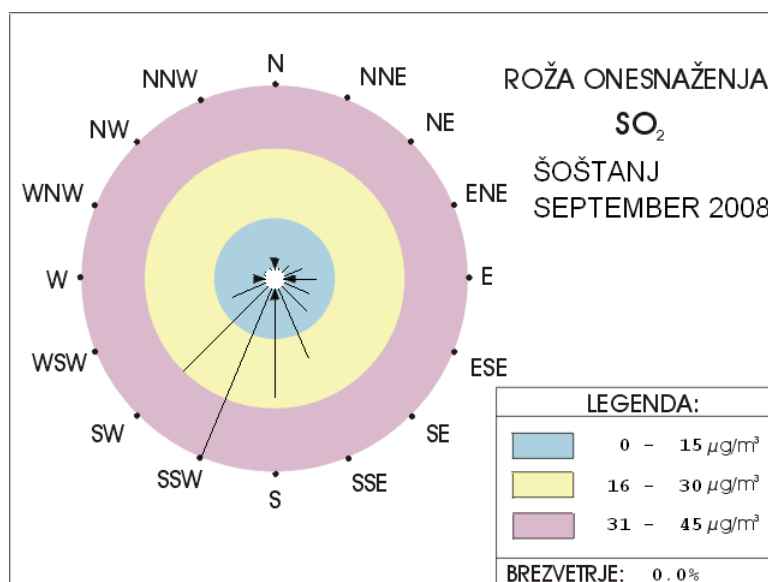 ROŽA ONESNAŽENJA
SO₂
ŠOŠTANJ
SEPTEMBER 2008
N
NNE
NE
ENE
E
ESE
SE
SSE
S
SSW
SW
WSW
W
WNW
NW
NNW
LEGENDA:
0 - 15 µg/m³
16 - 30 µg/m³
31 - 45 µg/m³
BREZVETRJE: 0.0%